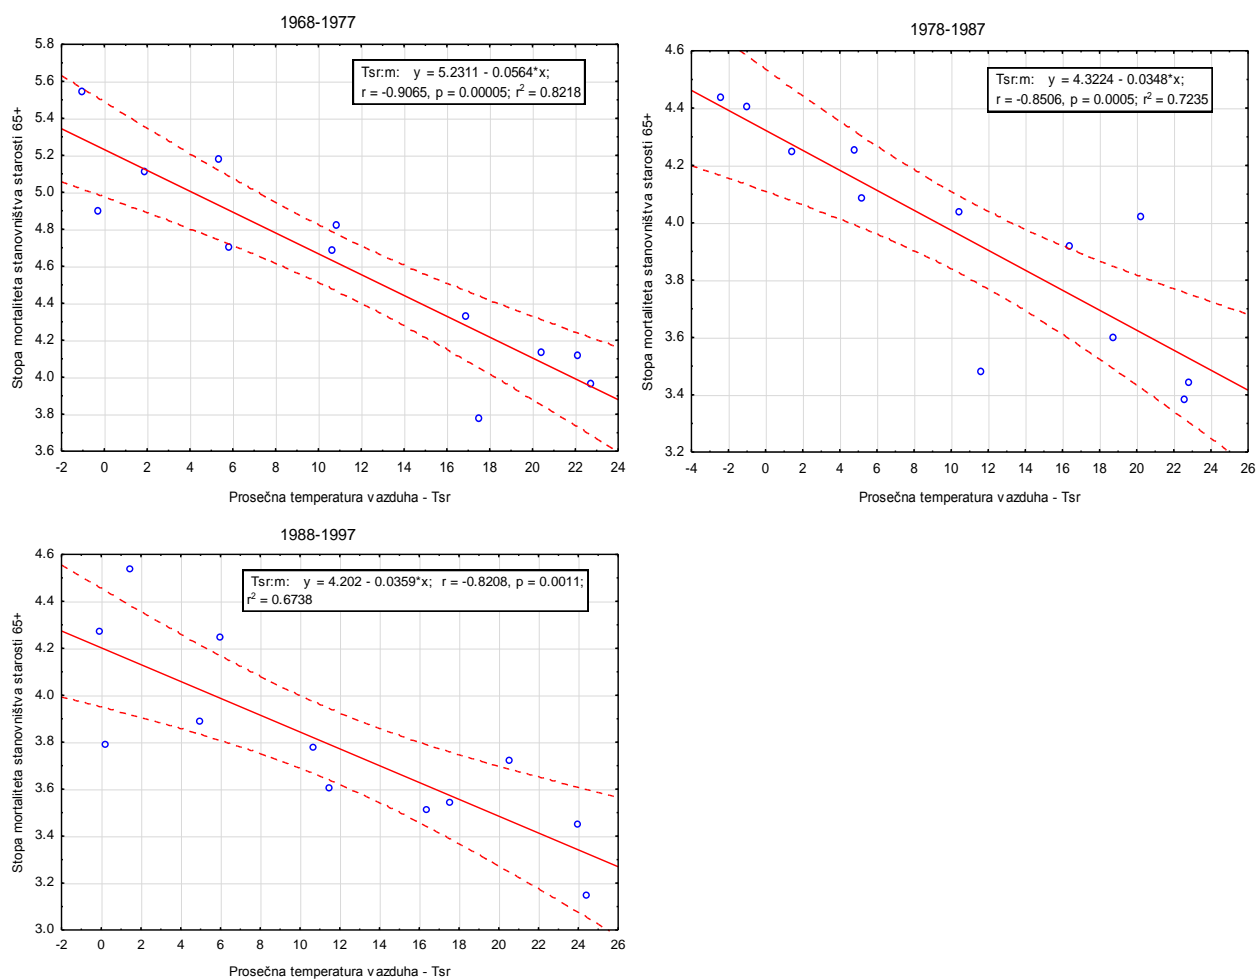 1968-1977
Tsr:m: y = 5.2311 - 0.0564*x;
r = -0.9065, p = 0.00005; r² = 0.8218
Stopa mortaliteta stanovništva starosti 65+
5.8
5.6
5.4
5.2
5.0
4.8
4.6
4.4
4.2
4.0
3.8
3.6
-2 0 2 4 6 8 10 12 14 16 18 20 22 24
Prosečna temperatura vazduha - Tsr
1978-1987
Tsr:m: y = 4.3224 - 0.0348*x;
r = -0.8506, p = 0.0005; r² = 0.7235
Stopa mortaliteta stanovništva starosti 65+
4.6
4.4
4.2
4.0
3.8
3.6
3.4
3.2
-4 -2 0 2 4 6 8 10 12 14 16 18 20 22 24 26
Prosečna temperatura vazduha - Tsr
1988-1997
Tsr:m: y = 4.202 - 0.0359*x; r = -0.8208, p = 0.0011;
r² = 0.6738
Stopa mortaliteta stanovništva starosti 65+
4.6
4.4
4.2
4.0
3.8
3.6
3.4
3.2
3.0
-2 0 2 4 6 8 10 12 14 16 18 20 22 24 26
Prosečna temperatura vazduha - Tsr